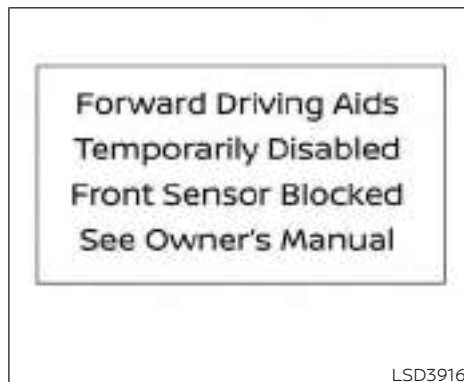 Forward Driving Aids
Temporarily Disabled
Front Sensor Blocked
See Owner's Manual
LSD3916